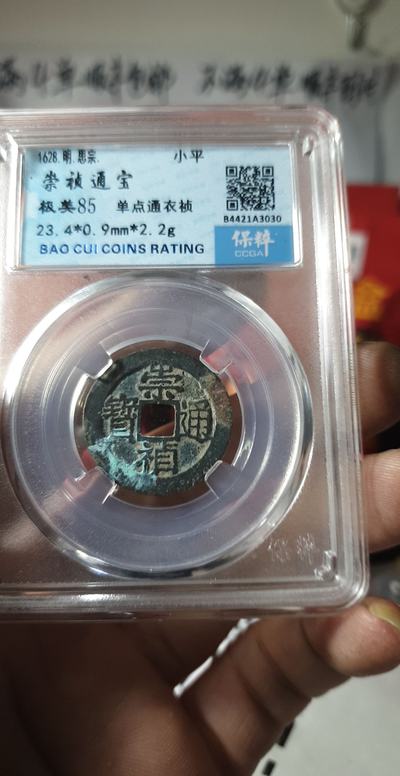 1628.明.思宗.
小平
崇祯通宝
极美85 单点通衣祯
23.4*0.9mm*2.2g
BAO CUI COINS RATING
B4421A3030
保粹
CCGA
崇
寳 通
禎